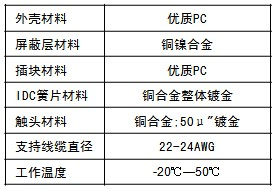 外壳材料 优质PC
屏蔽层材料 铜镍合金
插块材料 优质PC
IDC簧片材料 铜合金整体镀金
触头材料 铜合金;50μ"镀金
支持线缆直径 22-24AWG
工作温度 -20℃—50℃